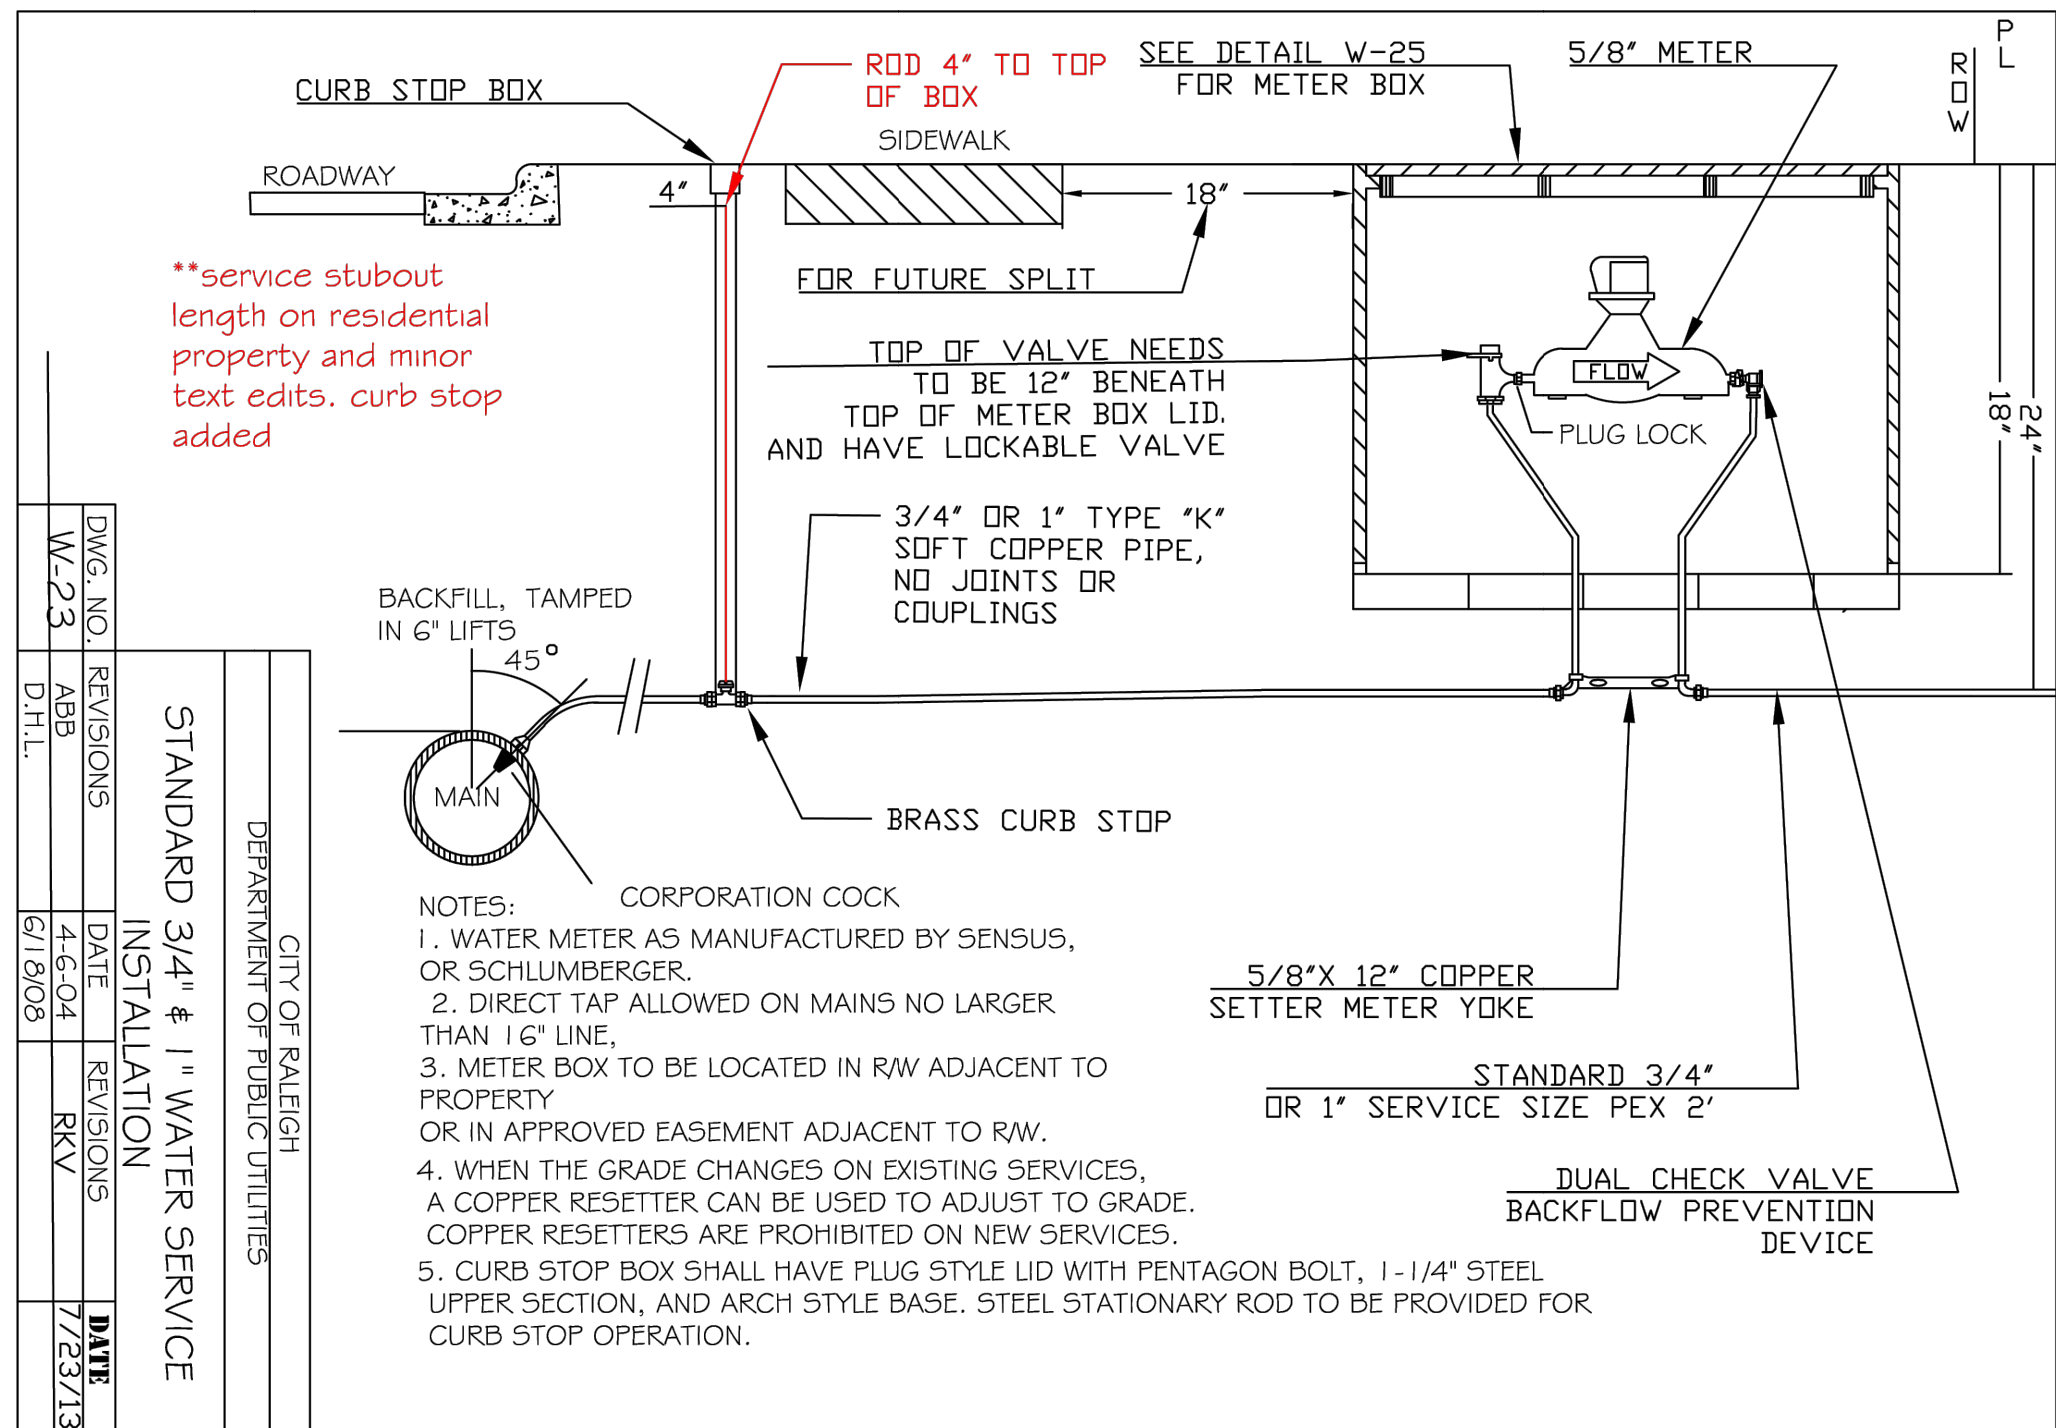 CURB STOP BOX
ROD 4" TO TOP
OF BOX
SEE DETAIL W-25
FOR METER BOX
5/8" METER
PL
ROW
SIDEWALK
ROADWAY
4"
18"
**service stubout
length on residential
property and minor
text edits. curb stop
added
FOR FUTURE SPLIT
TOP OF VALVE NEEDS
TO BE 12" BENEATH
TOP OF METER BOX LID.
AND HAVE LOCKABLE VALVE
FLOW
PLUG LOCK
18"
24"
3/4" OR 1" TYPE "K"
SOFT COPPER PIPE,
NO JOINTS OR
COUPLINGS
BACKFILL, TAMPED
IN 6" LIFTS
45°
MAIN
BRASS CURB STOP
CORPORATION COCK
NOTES:
1. WATER METER AS MANUFACTURED BY SENSUS,
OR SCHLUMBERGER.
2. DIRECT TAP ALLOWED ON MAINS NO LARGER
THAN 16" LINE,
3. METER BOX TO BE LOCATED IN R/W ADJACENT TO
PROPERTY
OR IN APPROVED EASEMENT ADJACENT TO R/W.
4. WHEN THE GRADE CHANGES ON EXISTING SERVICES,
A COPPER RESETTER CAN BE USED TO ADJUST TO GRADE.
COPPER RESETTERS ARE PROHIBITED ON NEW SERVICES.
5. CURB STOP BOX SHALL HAVE PLUG STYLE LID WITH PENTAGON BOLT, 1-1/4" STEEL
UPPER SECTION, AND ARCH STYLE BASE. STEEL STATIONARY ROD TO BE PROVIDED FOR
CURB STOP OPERATION.
5/8"X 12" COPPER
SETTER METER YOKE
STANDARD 3/4"
OR 1" SERVICE SIZE PEX 2'
DUAL CHECK VALVE
BACKFLOW PREVENTION
DEVICE
CITY OF RALEIGH
DEPARTMENT OF PUBLIC UTILITIES
STANDARD 3/4" & 1" WATER SERVICE
INSTALLATION
DWG. NO. REVISIONS DATE REVISIONS DATE
W-23 ABB 4-6-04 RKV 7/23/13
D.H.L. 6/18/08